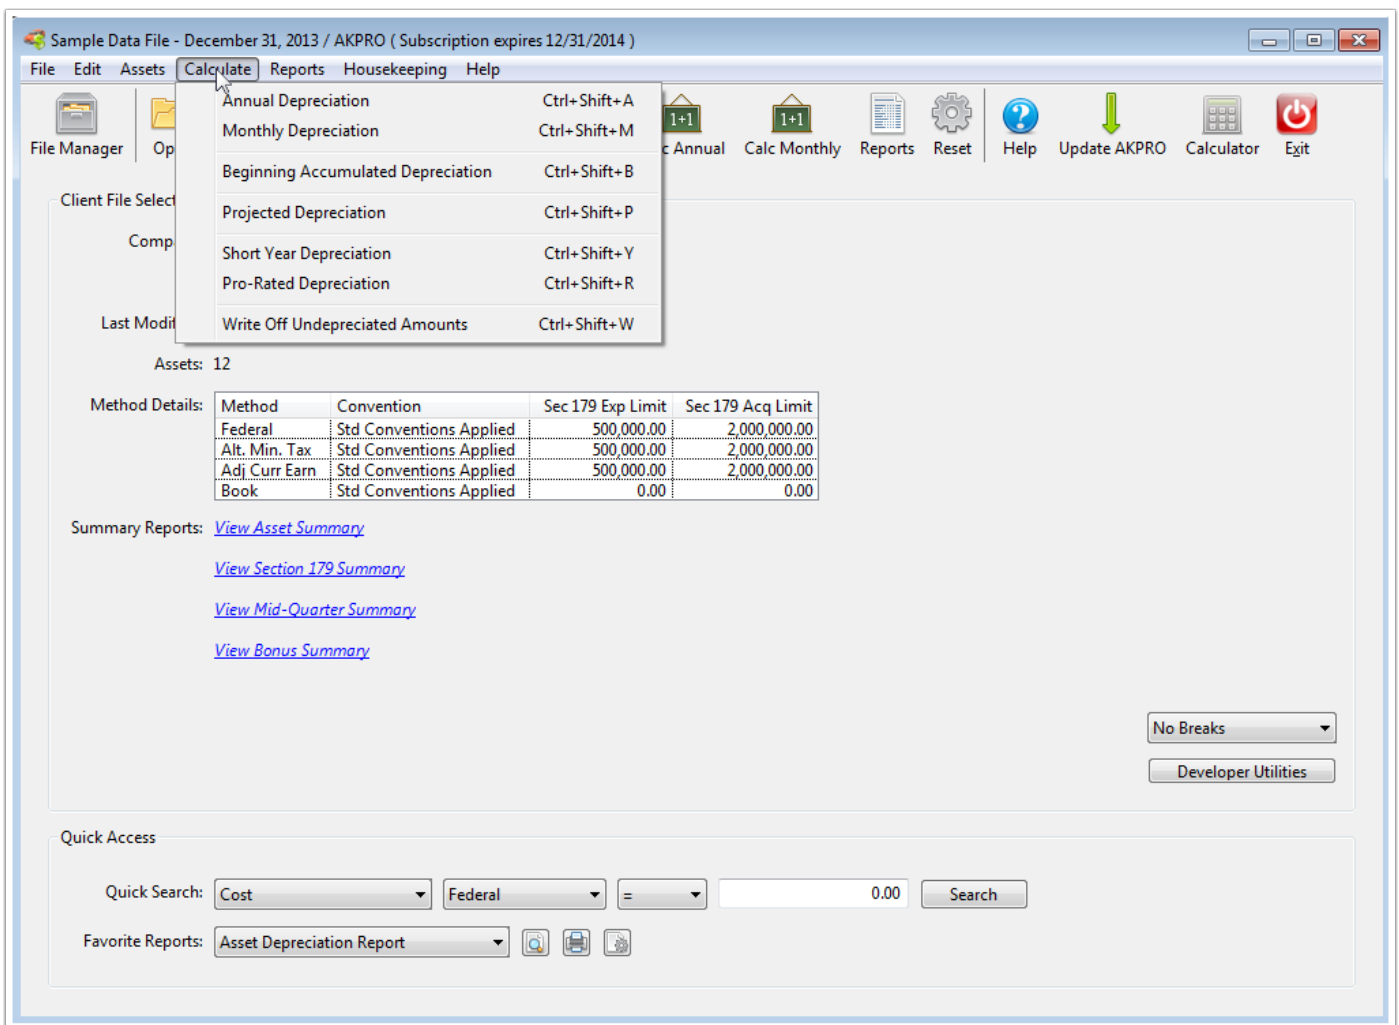 Sample Data File - December 31, 2013 / AKPRO ( Subscription expires 12/31/2014 )
File Edit Assets Calculate Reports Housekeeping Help
Annual Depreciation Ctrl+Shift+A
Monthly Depreciation Ctrl+Shift+M
Beginning Accumulated Depreciation Ctrl+Shift+B
Projected Depreciation Ctrl+Shift+P
Short Year Depreciation Ctrl+Shift+Y
Pro-Rated Depreciation Ctrl+Shift+R
Write Off Undepreciated Amounts Ctrl+Shift+W
1+1 1+1
File Manager Op c Annual Calc Monthly Reports Reset Help Update AKPRO Calculator Exit
Client File Select
Comp
Last Modif
Assets: 12
Method Details:
Method Convention Sec 179 Exp Limit Sec 179 Acq Limit
Federal Std Conventions Applied 500,000.00 2,000,000.00
Alt. Min. Tax Std Conventions Applied 500,000.00 2,000,000.00
Adj Curr Earn Std Conventions Applied 500,000.00 2,000,000.00
Book Std Conventions Applied 0.00 0.00
Summary Reports: View Asset Summary
View Section 179 Summary
View Mid-Quarter Summary
View Bonus Summary
No Breaks
Developer Utilities
Quick Access
Quick Search: Cost Federal = 0.00 Search
Favorite Reports: Asset Depreciation Report